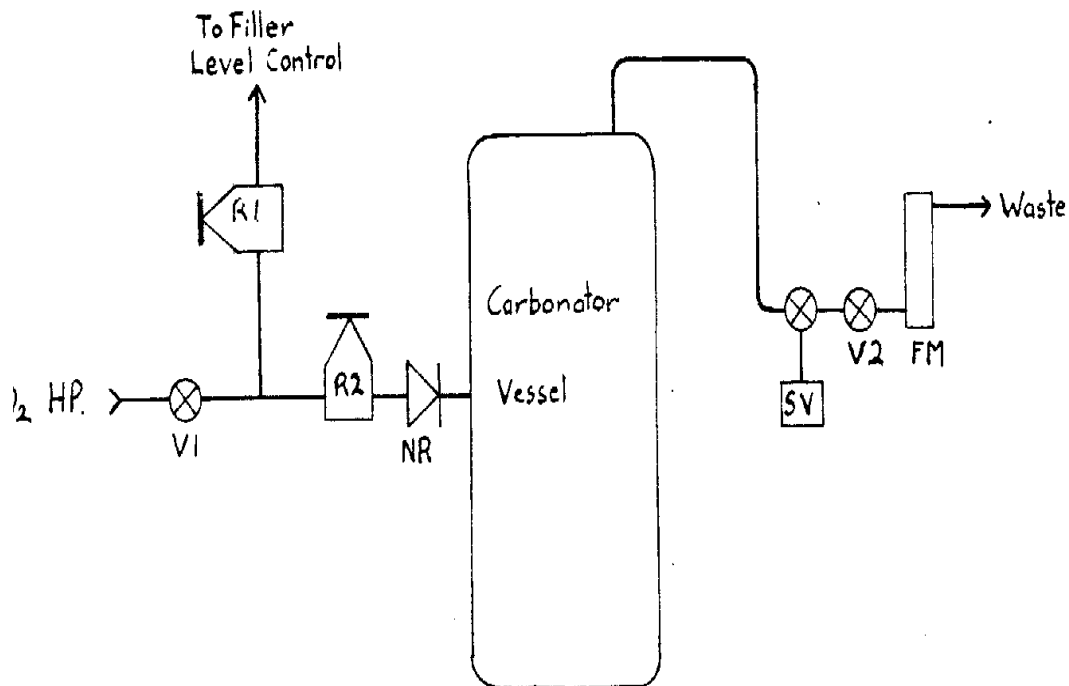 To Filler
Level Control
R1
Waste
Carbonator
V2
FM
R2
Vessel
SV
HP.
V1
NR